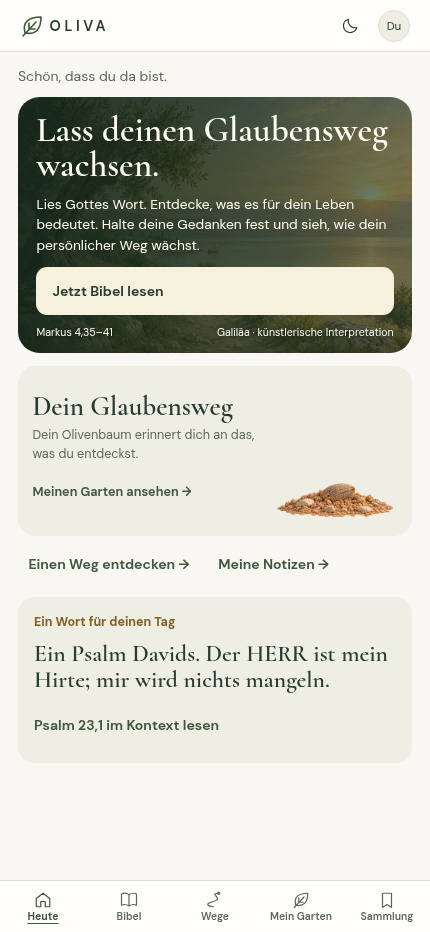 OLIVA
Du
Schön, dass du da bist.
Lass deinen Glaubensweg
wachsen.
Lies Gottes Wort. Entdecke, was es für dein Leben
bedeutet. Halte deine Gedanken fest und sieh, wie dein
persönlicher Weg wächst.
Jetzt Bibel lesen
Markus 4,35–41
Galiläa · künstlerische Interpretation
Dein Glaubensweg
Dein Olivenbaum erinnert dich an das,
was du entdeckst.
Meinen Garten ansehen →
Einen Weg entdecken →
Meine Notizen →
Ein Wort für deinen Tag
Ein Psalm Davids. Der HERR ist mein
Hirte; mir wird nichts mangeln.
Psalm 23,1 im Kontext lesen
Heute
Bibel
Wege
Mein Garten
Sammlung